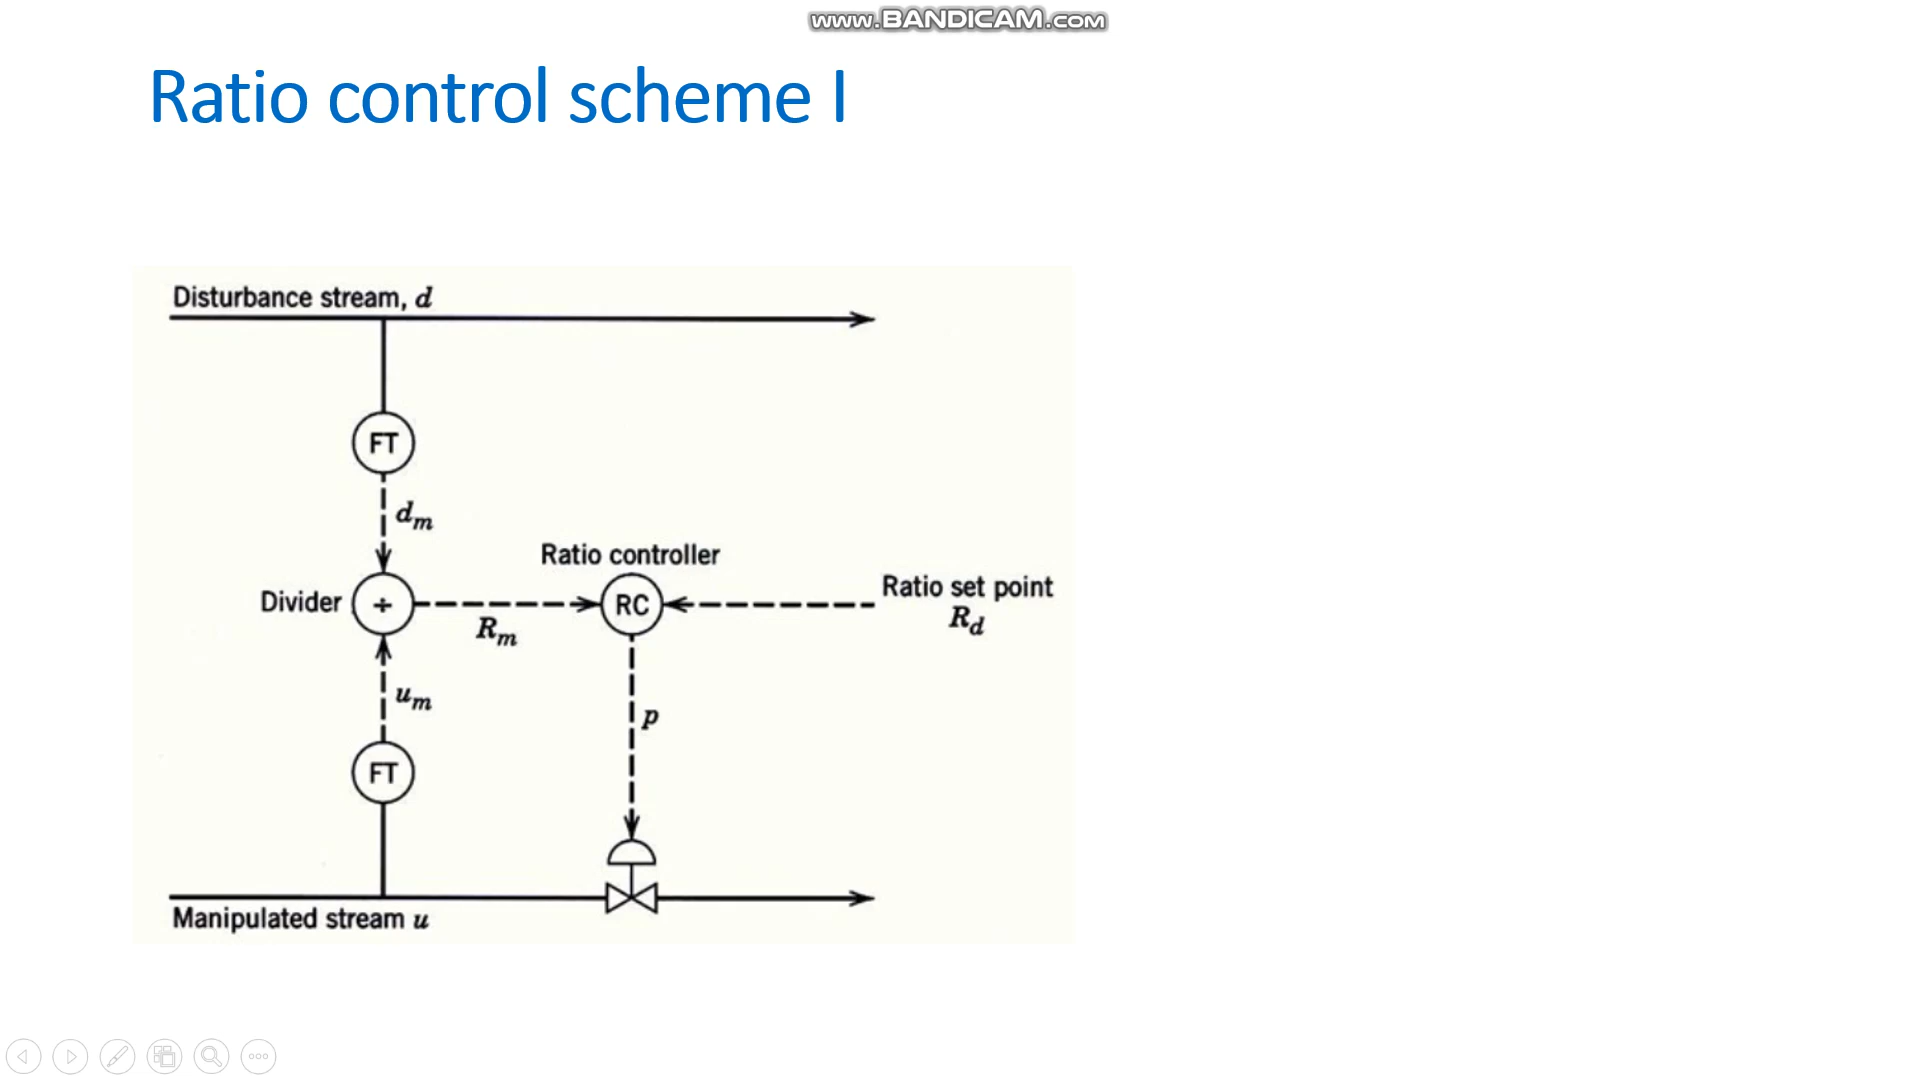 www.BANDICAM.com
Ratio control scheme I
Disturbance stream, d
FT
dm
Ratio controller
Divider ÷
Rm
RC
Ratio set point
Rd
um
p
FT
Manipulated stream u